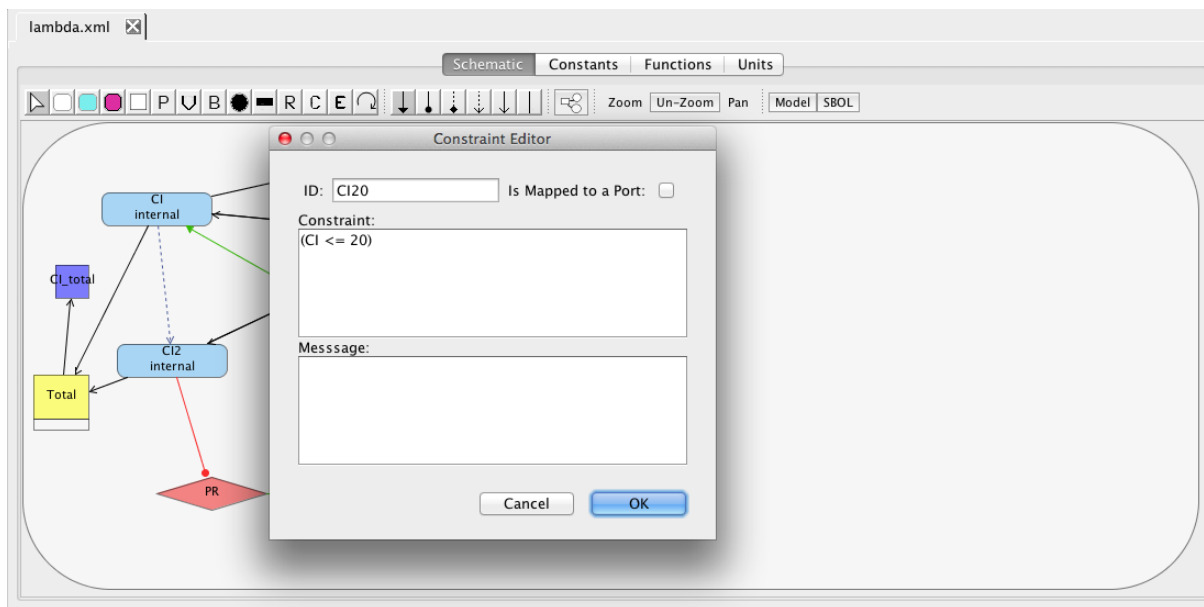 lambda.xml
Schematic Constants Functions Units
P V B R C E Zoom Un-Zoom Pan Model SBOL
Constraint Editor
ID: CI20 Is Mapped to a Port:
Constraint:
(CI <= 20)
Messsage:
Cancel OK
CI
internal
CI_total
CI2
internal
Total
PR